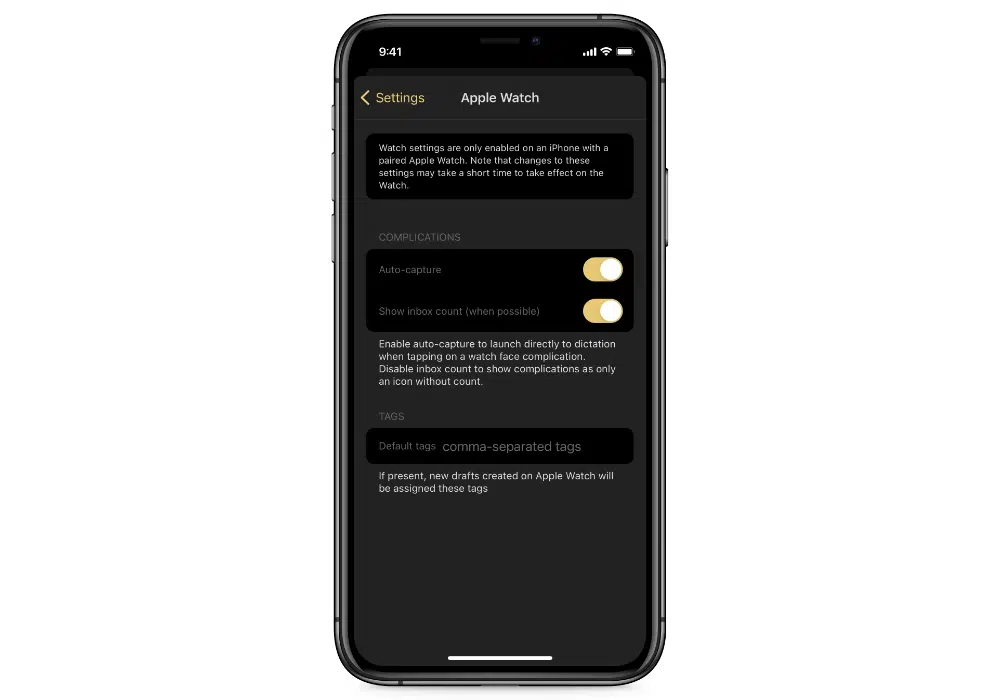 9:41
Settings
Apple Watch
Watch settings are only enabled on an iPhone with a
paired Apple Watch. Note that changes to these
settings may take a short time to take effect on the
Watch.
COMPLICATIONS
Auto-capture
Show inbox count (when possible)
Enable auto-capture to launch directly to dictation
when tapping on a watch face complication.
Disable inbox count to show complications as only
an icon without count.
TAGS
Default tags comma-separated tags
If present, new drafts created on Apple Watch will
be assigned these tags